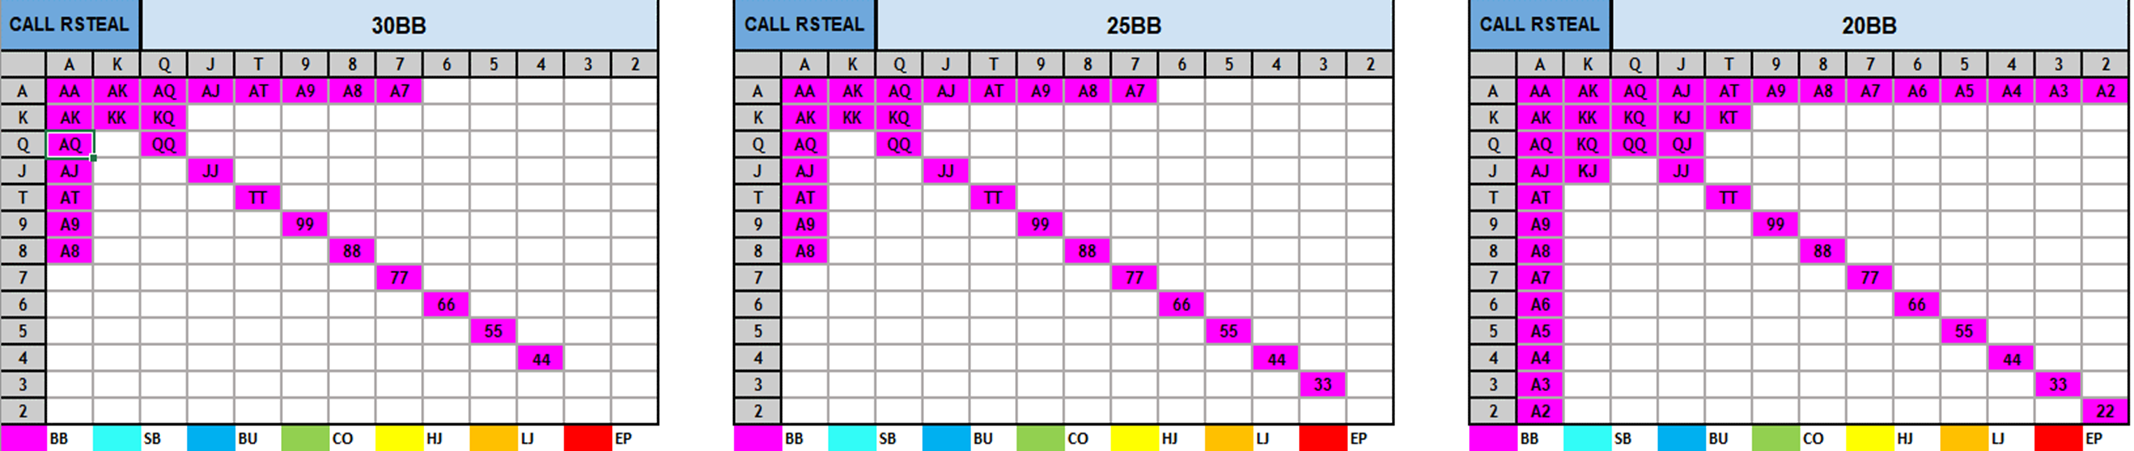 CALL RSTEAL 30BB
A K Q J T 9 8 7 6 5 4 3 2
A AA AK AQ AJ AT A9 A8 A7
K AK KK KQ
Q AQ QQ
J AJ JJ
T AT TT
9 A9 99
8 A8 88
7 77
6 66
5 55
4 44
3
2
BB SB BU CO HJ LJ EP
CALL RSTEAL 25BB
A K Q J T 9 8 7 6 5 4 3 2
A AA AK AQ AJ AT A9 A8 A7
K AK KK KQ
Q AQ QQ
J AJ JJ
T AT TT
9 A9 99
8 A8 88
7 77
6 66
5 55
4 44
3 33
2
BB SB BU CO HJ LJ EP
CALL RSTEAL 20BB
A K Q J T 9 8 7 6 5 4 3 2
A AA AK AQ AJ AT A9 A8 A7 A6 A5 A4 A3 A2
K AK KK KQ KJ KT
Q AQ KQ QQ QJ
J AJ KJ JJ
T AT TT
9 A9 99
8 A8 88
7 A7 77
6 A6 66
5 A5 55
4 A4 44
3 A3 33
2 A2 22
BB SB BU CO HJ LJ EP